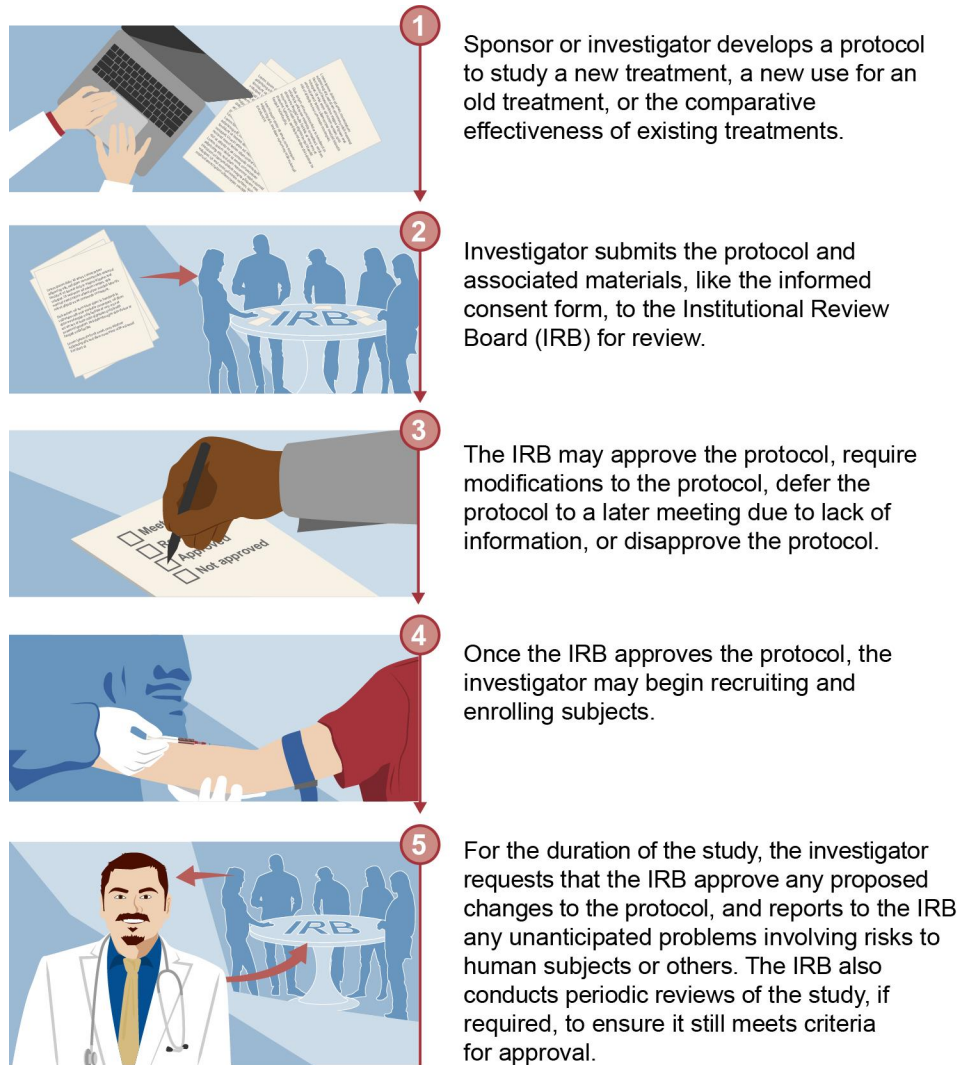 1
Sponsor or investigator develops a protocol
to study a new treatment, a new use for an
old treatment, or the comparative
effectiveness of existing treatments.
2
IRB
Investigator submits the protocol and
associated materials, like the informed
consent form, to the Institutional Review
Board (IRB) for review.
3
Approved
Not approved
The IRB may approve the protocol, require
modifications to the protocol, defer the
protocol to a later meeting due to lack of
information, or disapprove the protocol.
4
Once the IRB approves the protocol, the
investigator may begin recruiting and
enrolling subjects.
5
IRB
For the duration of the study, the investigator
requests that the IRB approve any proposed
changes to the protocol, and reports to the IRB
any unanticipated problems involving risks to
human subjects or others. The IRB also
conducts periodic reviews of the study, if
required, to ensure it still meets criteria
for approval.